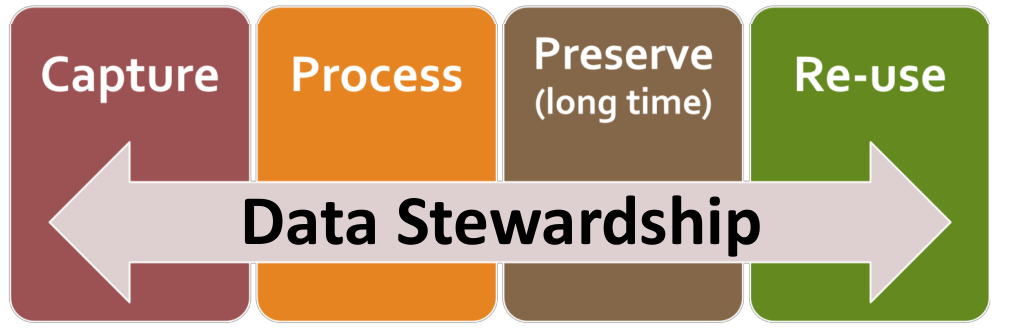 Capture
Process
Preserve
(long time)
Re-use
Data Stewardship